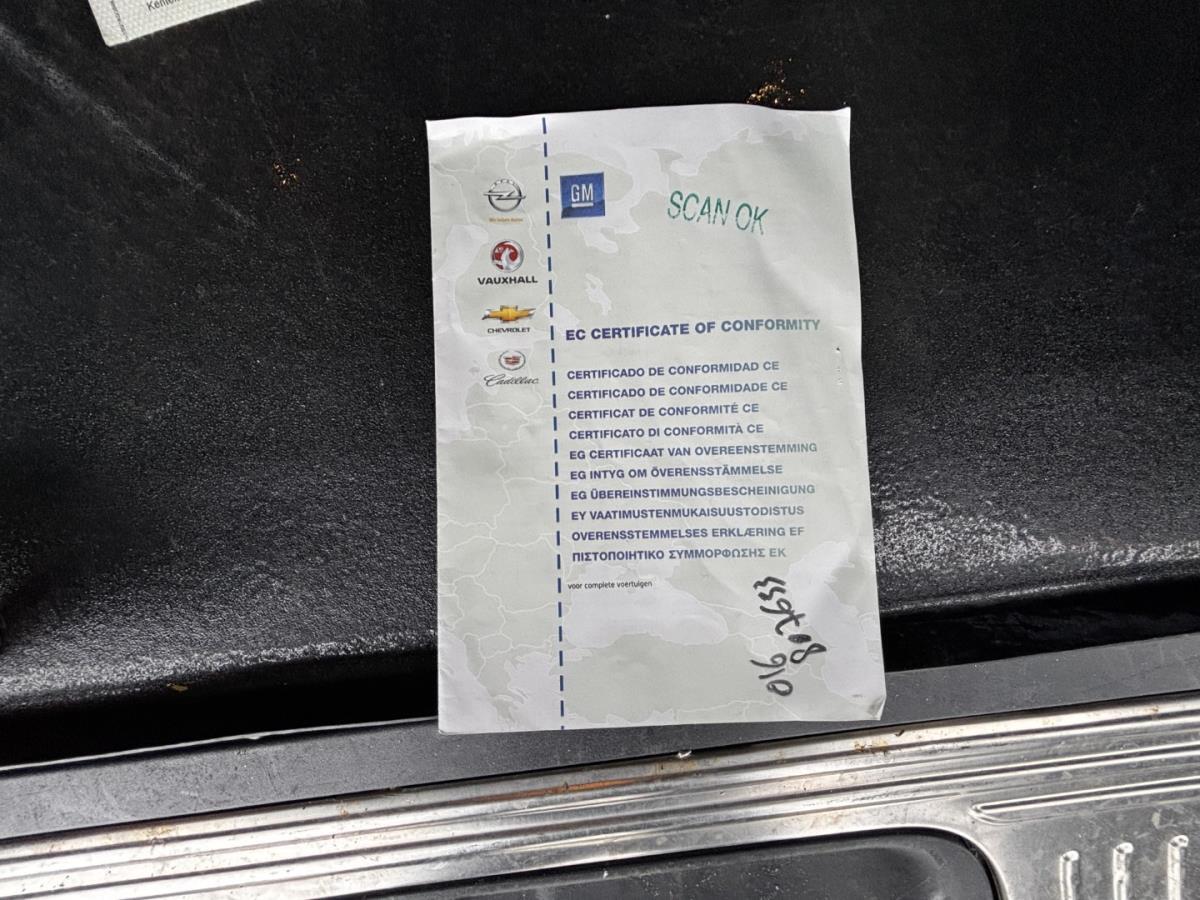 GM
SCAN OK
VAUXHALL
CHEVROLET
Cadillac
EC CERTIFICATE OF CONFORMITY
CERTIFICADO DE CONFORMIDAD CE
CERTIFICADO DE CONFORMIDADE CE
CERTIFICAT DE CONFORMITÉ CE
CERTIFICATO DI CONFORMITÀ CE
EG CERTIFICAAT VAN OVEREENSTEMMING
EG INTYG OM ÖVERENSSTÄMMELSE
EG ÜBEREINSTIMMUNGSBESCHEINIGUNG
EY VAATIMUSTENMUKAISUUSTODISTUS
OVERENSSTEMMELSES ERKLÆRING EF
ΠΙΣΤΟΠΟΙΗΤΙΚΟ ΣΥΜΜΟΡΦΩΣΗΣ ΕΚ
voor complete voertuigen